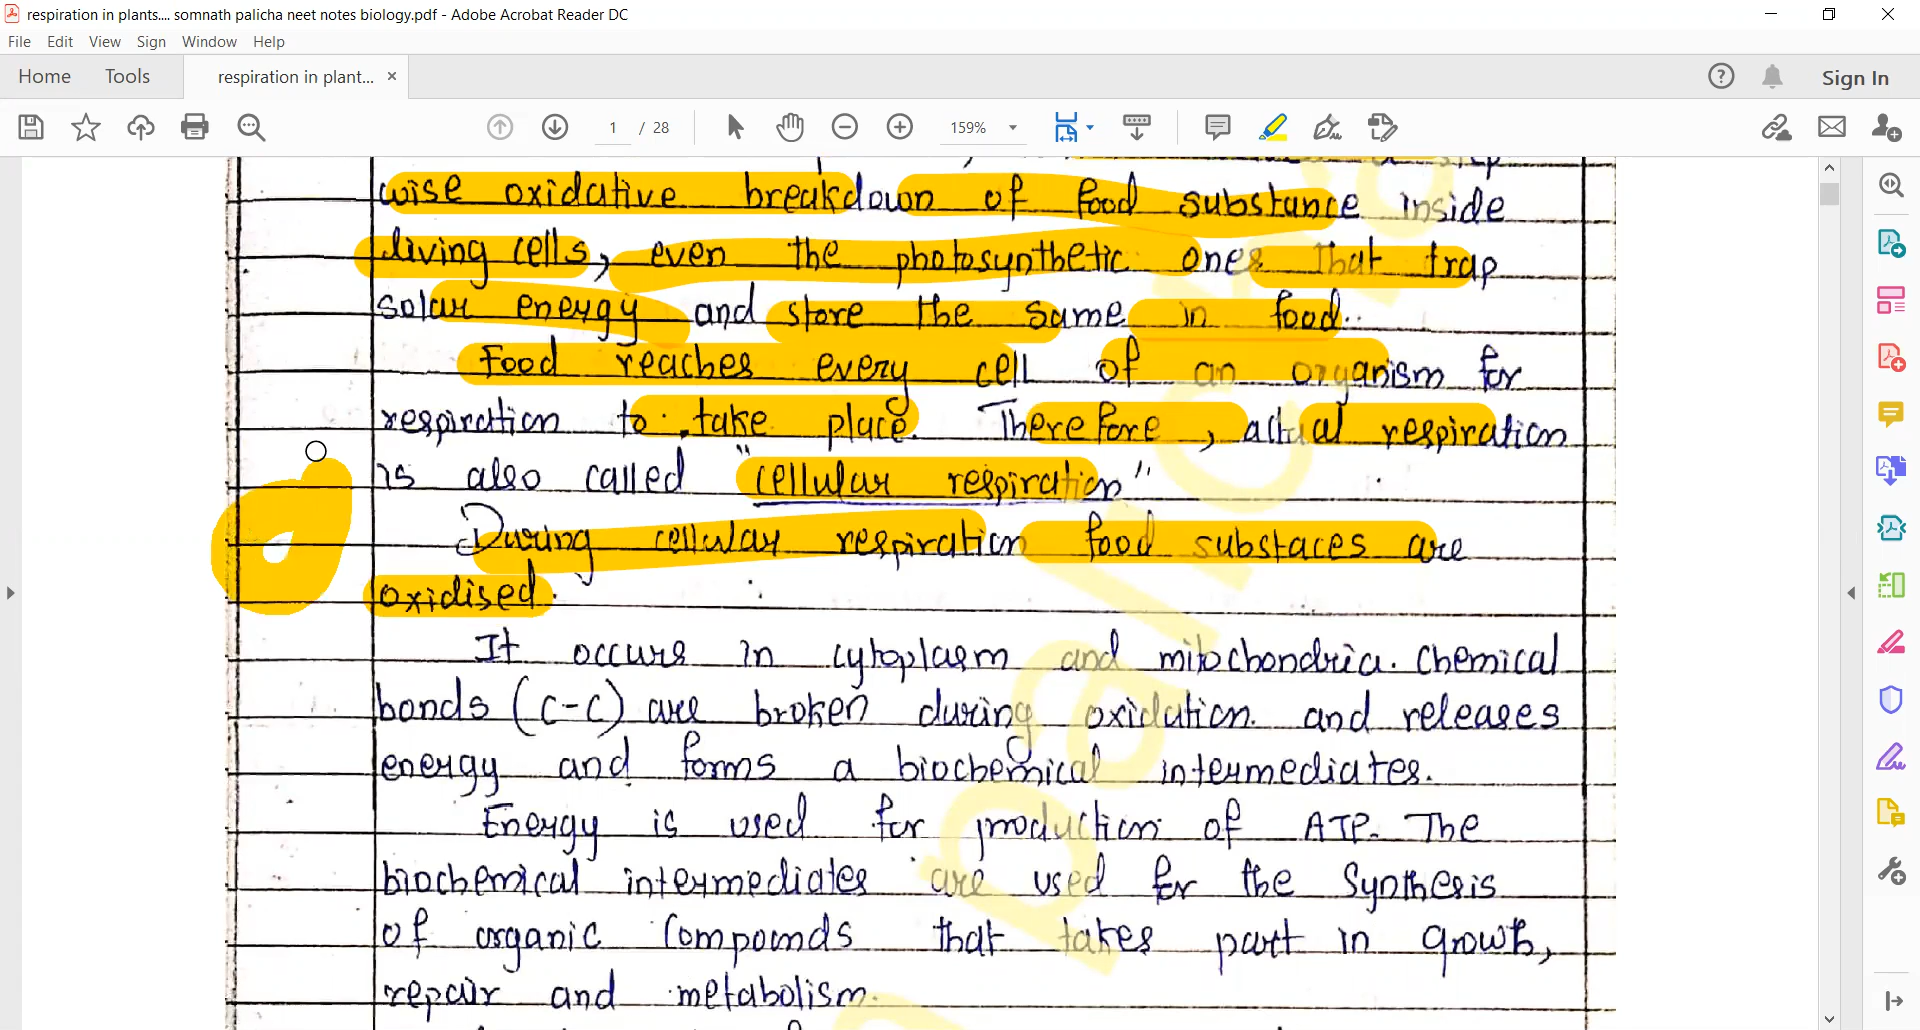 respiration in plants.... somnath palicha neet notes biology.pdf - Adobe Acrobat Reader DC
File Edit View Sign Window Help
Home Tools respiration in plant... ×
Sign In
1 / 28 159%
wise oxidative breakdown of food substance inside
living cells, even the photosynthetic ones that trap
solar energy and store the same in food.
Food reaches every cell of an organism for
respiration to take place. Therefore, actual respiration
is also called "cellular respiration"
During cellular respiration food substaces are
oxidised.
It occurs in cytoplasm and mitochondria. Chemical
bonds (c-c) are broken during oxidation and releases
energy and forms a biochemical intermediates.
Energy is used for production of ATP. The
biochemical intermediates are used for the synthesis
of organic compounds that takes part in growth,
repair and metabolism.